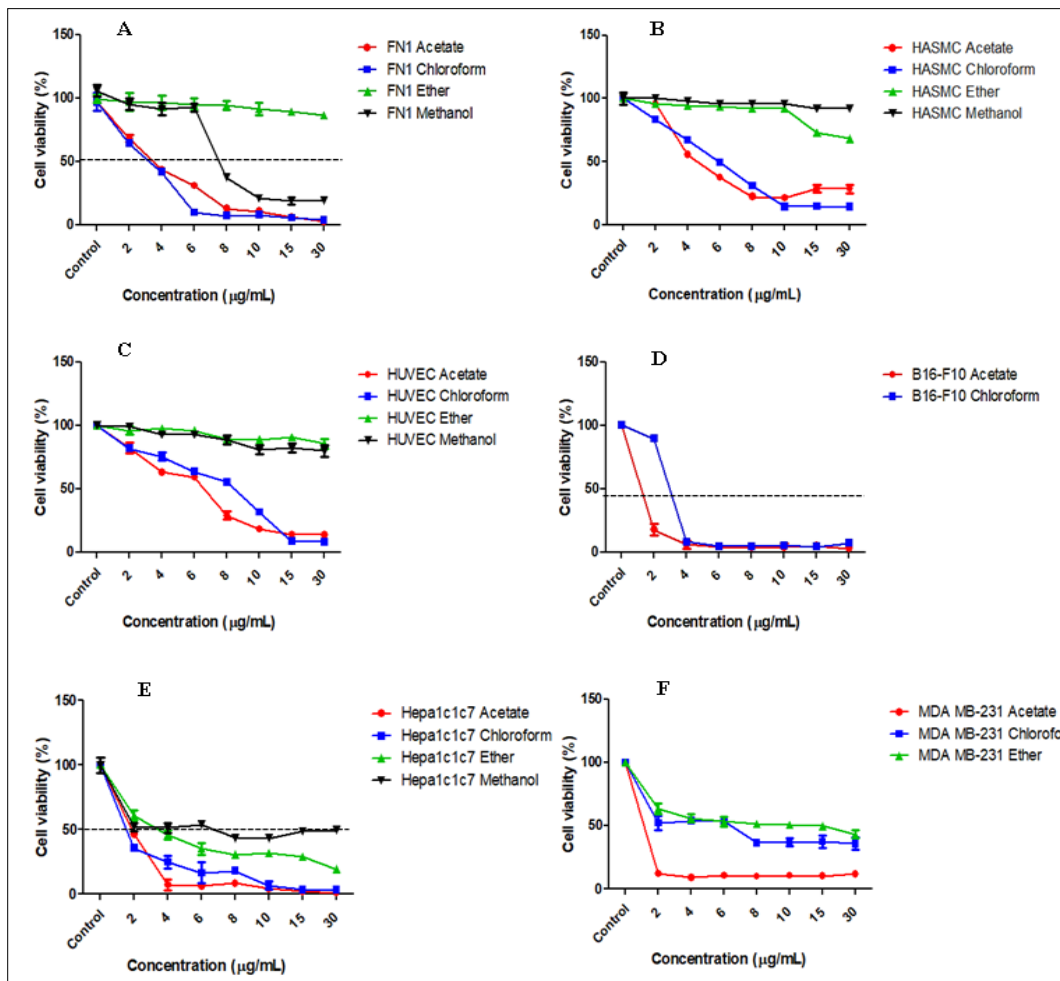 A
Cell viability (%)
150
100
50
0
Control
2
4
6
8
10
15
30
Concentration (µg/mL)
FN1 Acetate
FN1 Chloroform
FN1 Ether
FN1 Methanol
B
Cell viability (%)
150
100
50
0
Control
2
4
6
8
10
15
30
Concentration (µg/mL)
HASMC Acetate
HASMC Chloroform
HASMC Ether
HASMC Methanol
C
Cell viability (%)
150
100
50
0
Control
2
4
6
8
10
15
30
Concentration (µg/mL)
HUVEC Acetate
HUVEC Chloroform
HUVEC Ether
HUVEC Methanol
D
Cell viability (%)
150
100
50
0
Control
2
4
6
8
10
15
30
Concentration (µg/mL)
B16-F10 Acetate
B16-F10 Chloroform
E
Cell viability (%)
150
100
50
0
Control
2
4
6
8
10
15
30
Concentration (µg/mL)
Hepa1c1c7 Acetate
Hepa1c1c7 Chloroform
Hepa1c1c7 Ether
Hepa1c1c7 Methanol
F
Cell viability (%)
150
100
50
0
Control
2
4
6
8
10
15
30
Concentration (µg/mL)
MDA MB-231 Acetate
MDA MB-231 Chlorofo
MDA MB-231 Ether